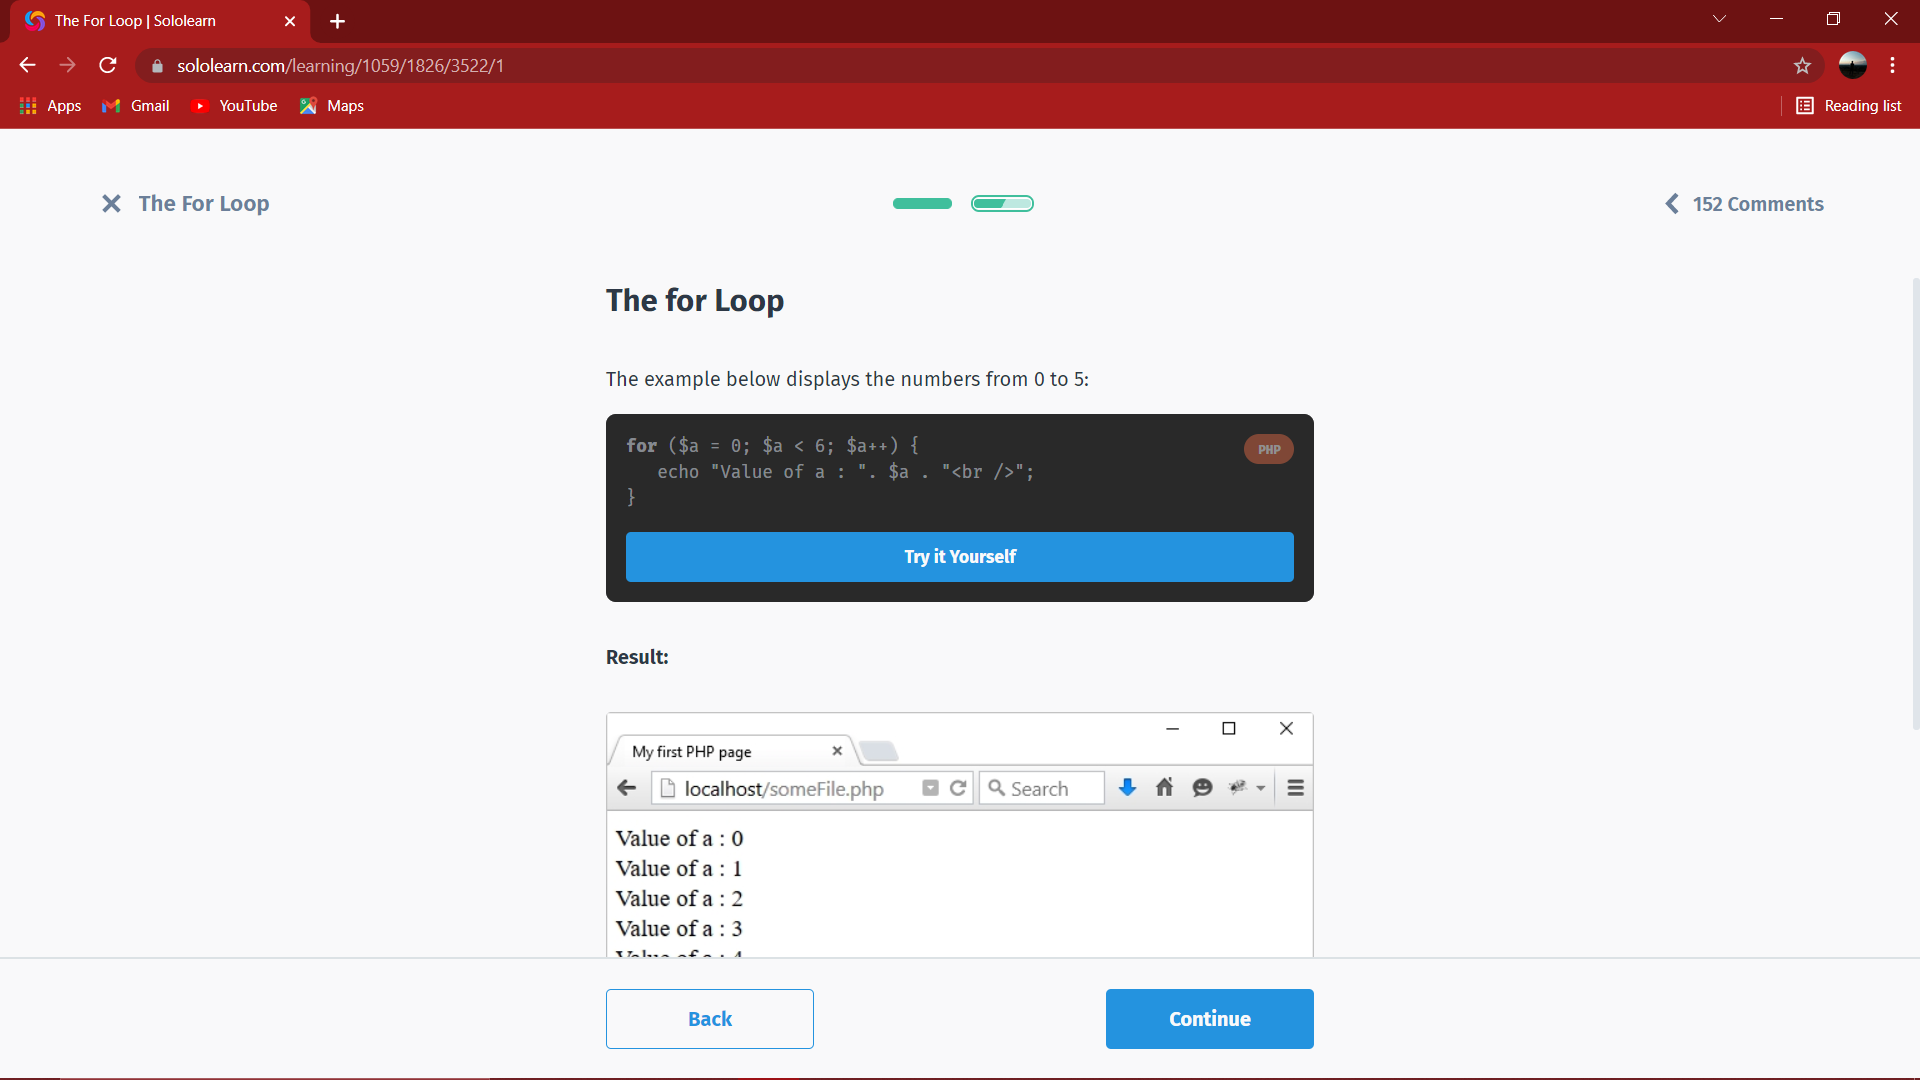 The For Loop | Sololearn
sololearn.com/learning/1059/1826/3522/1
Apps
Gmail
YouTube
Maps
Reading list
The For Loop
152 Comments
The for Loop
The example below displays the numbers from 0 to 5:
for ($a = 0; $a < 6; $a++) {
PHP
echo "Value of a : ". $a . "<br />";
}
Try it Yourself
Result:
My first PHP page
localhost/someFile.php
Search
Value of a : 0
Value of a : 1
Value of a : 2
Value of a : 3
Value of a : 4
Back
Continue